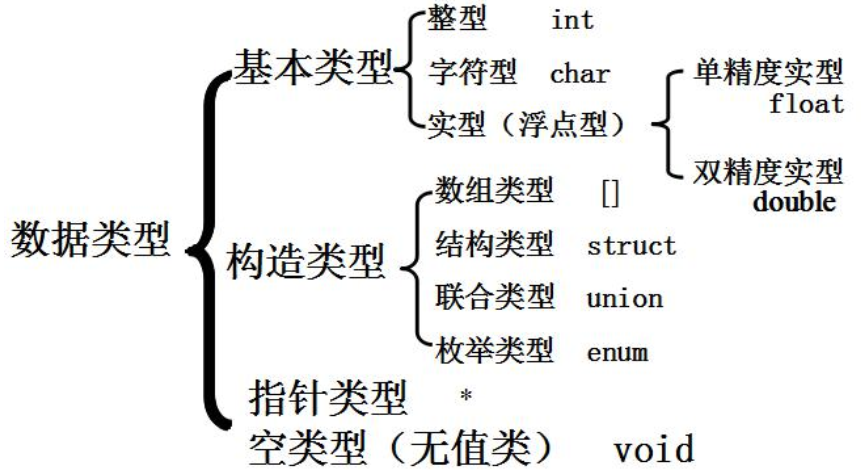 数据类型
基本类型
整型 int
字符型 char
实型（浮点型）
单精度实型
float
双精度实型
double
构造类型
数组类型 []
结构类型 struct
联合类型 union
枚举类型 enum
指针类型 *
空类型（无值类） void